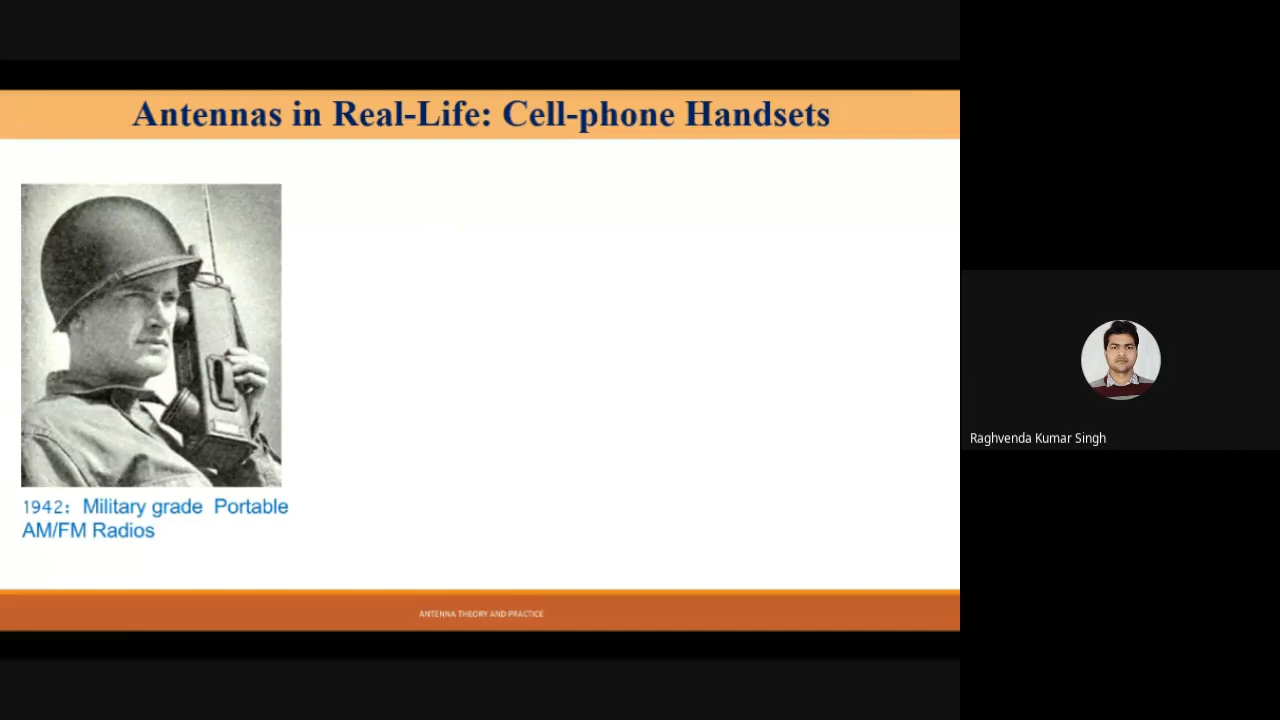 Antennas in Real-Life: Cell-phone Handsets
1942: Military grade Portable
AM/FM Radios
ANTENNA THEORY AND PRACTICE
Raghvenda Kumar Singh